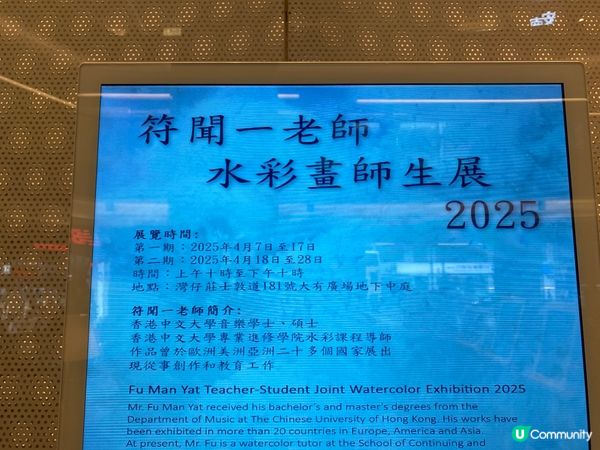 符聞一老師
水彩畫師生展
2025
展覽時間:
第一期：2025年4月7日至17日
第二期：2025年4月18日至28日
時間：上午十時至下午十時
地點：灣仔莊士敦道181號大有廣場地下中庭
符聞一老師簡介:
香港中文大學音樂學士、碩士
香港中文大學專業進修學院水彩課程導師
作品曾於歐洲美洲亞洲二十多個國家展出
現從事創作和教育工作
Fu Man Yat Teacher-Student Joint Watercolor Exhibition 2025
Mr. Fu Man Yat received his bachelor's and master's degrees from the
Department of Music at The Chinese University of Hong Kong. His works have
been exhibited in more than 20 countries in Europe, America and Asia.
At present, Mr. Fu is a watercolor tutor at the School of Continuing and
U Community